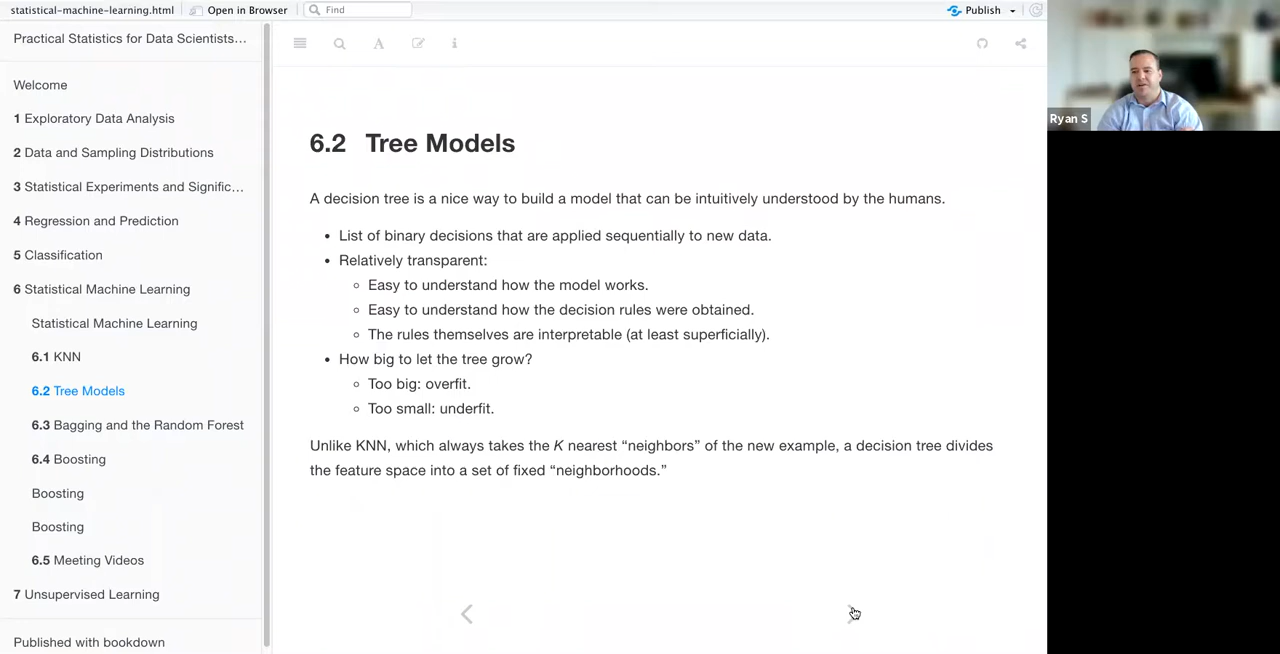 statistical-machine-learning.html
Open in Browser
Find
Publish
Practical Statistics for Data Scientists…
Welcome
1 Exploratory Data Analysis
2 Data and Sampling Distributions
3 Statistical Experiments and Signific…
4 Regression and Prediction
5 Classification
6 Statistical Machine Learning
Statistical Machine Learning
6.1 KNN
6.2 Tree Models
6.3 Bagging and the Random Forest
6.4 Boosting
Boosting
Boosting
6.5 Meeting Videos
7 Unsupervised Learning
Published with bookdown
6.2 Tree Models
A decision tree is a nice way to build a model that can be intuitively understood by the humans.
• List of binary decisions that are applied sequentially to new data.
• Relatively transparent:
◦ Easy to understand how the model works.
◦ Easy to understand how the decision rules were obtained.
◦ The rules themselves are interpretable (at least superficially).
• How big to let the tree grow?
◦ Too big: overfit.
◦ Too small: underfit.
Unlike KNN, which always takes the K nearest “neighbors” of the new example, a decision tree divides
the feature space into a set of fixed “neighborhoods.”
Ryan S